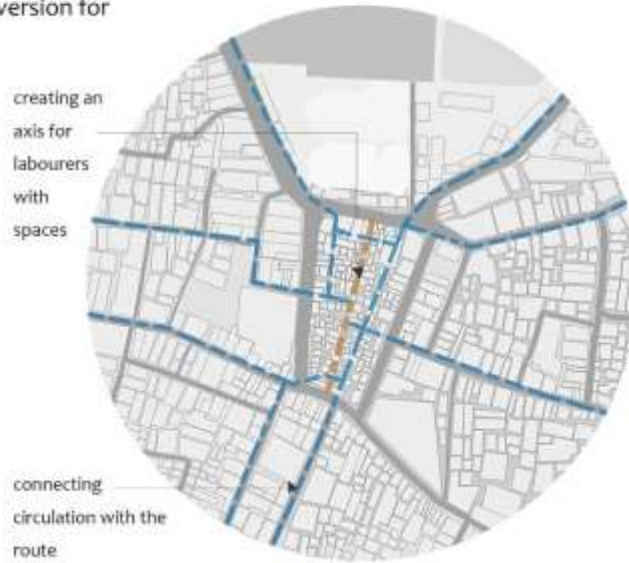 version for
creating an
axis for
labourers
with
spaces
connecting
circulation with the
route